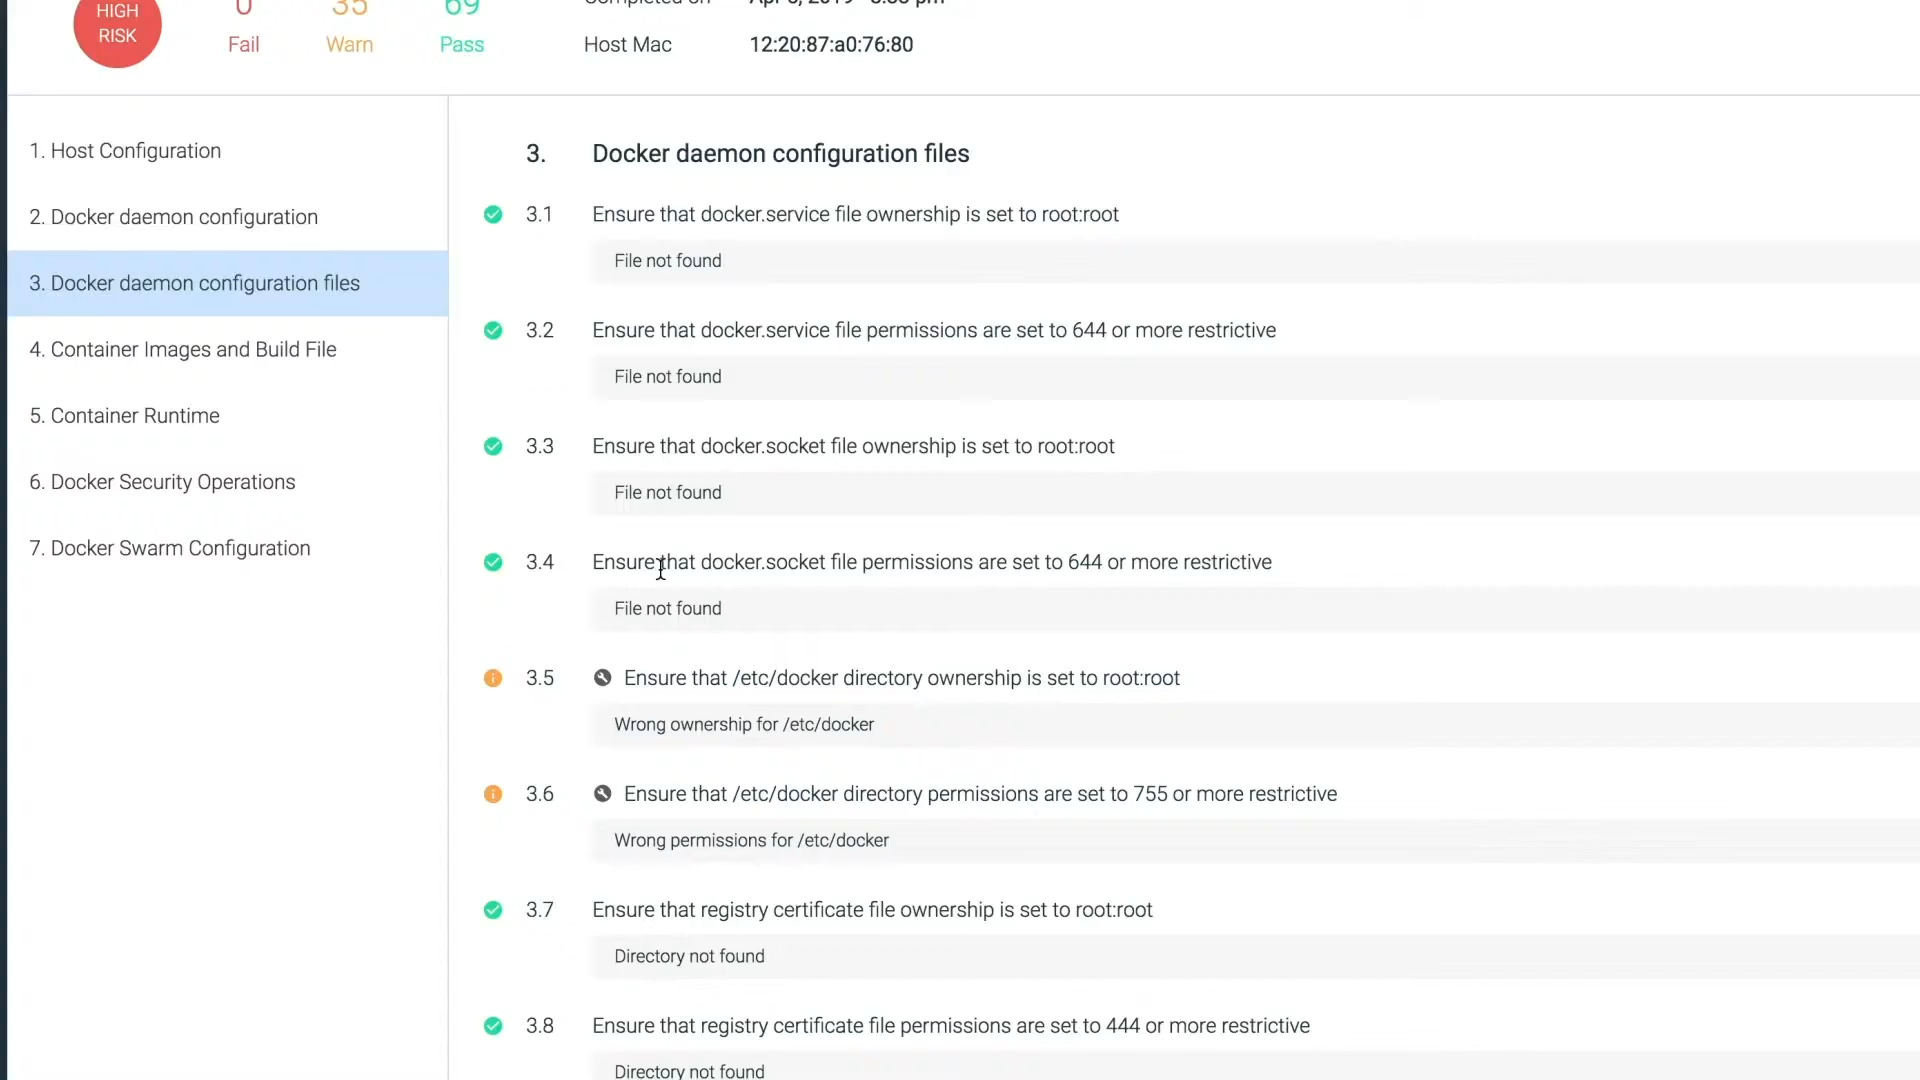 HIGH
RISK
0
Fail
35
Warn
69
Pass
Host Mac 12:20:87:a0:76:80
1. Host Configuration
2. Docker daemon configuration
3. Docker daemon configuration files
4. Container Images and Build File
5. Container Runtime
6. Docker Security Operations
7. Docker Swarm Configuration
3. Docker daemon configuration files
3.1 Ensure that docker.service file ownership is set to root:root
File not found
3.2 Ensure that docker.service file permissions are set to 644 or more restrictive
File not found
3.3 Ensure that docker.socket file ownership is set to root:root
File not found
3.4 Ensure that docker.socket file permissions are set to 644 or more restrictive
File not found
3.5 Ensure that /etc/docker directory ownership is set to root:root
Wrong ownership for /etc/docker
3.6 Ensure that /etc/docker directory permissions are set to 755 or more restrictive
Wrong permissions for /etc/docker
3.7 Ensure that registry certificate file ownership is set to root:root
Directory not found
3.8 Ensure that registry certificate file permissions are set to 444 or more restrictive
Directory not found